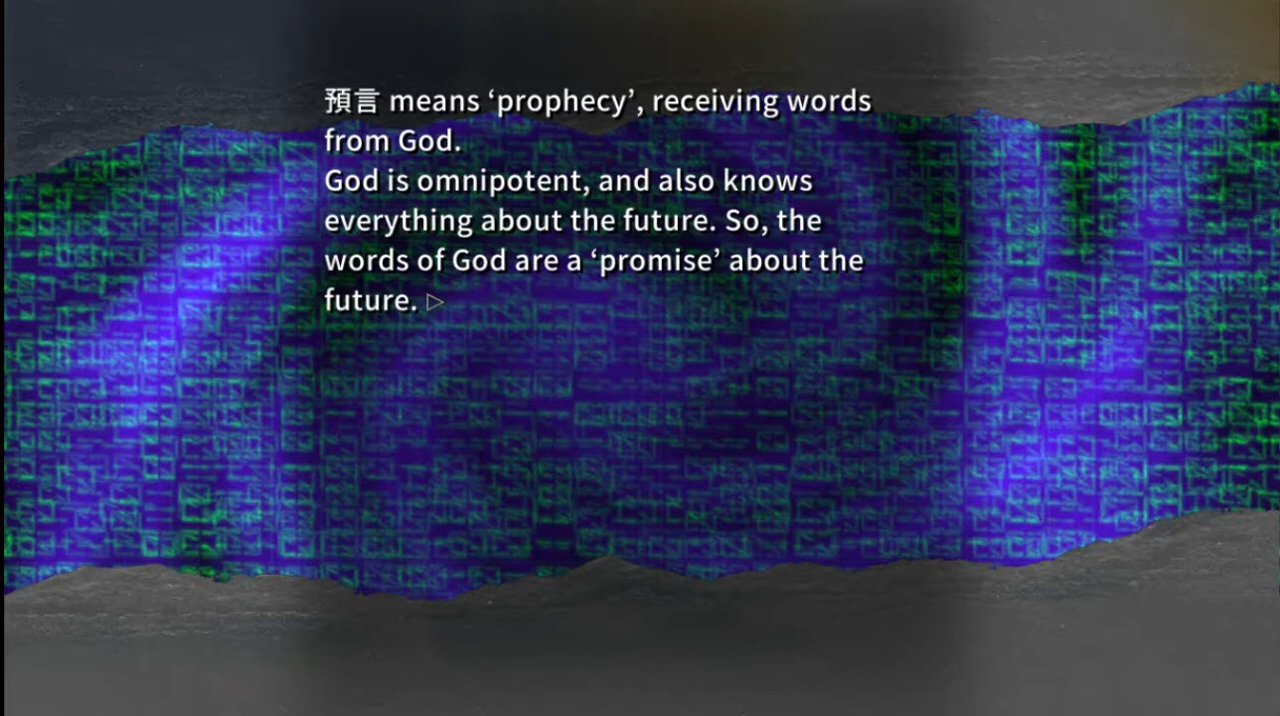 預言 means ‘prophecy’, receiving words
from God.
God is omnipotent, and also knows
everything about the future. So, the
words of God are a ‘promise’ about the
future. ▷